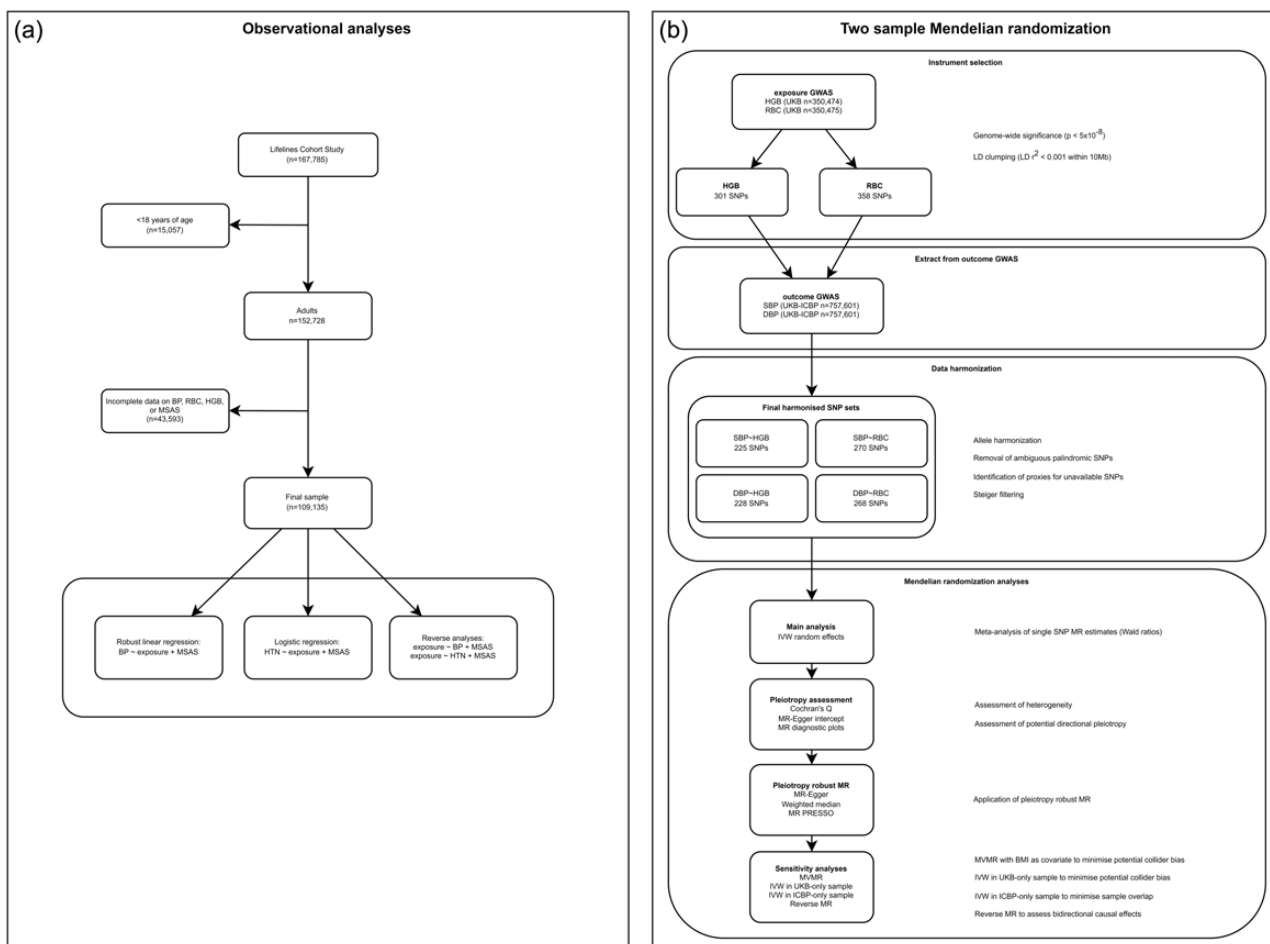 (a)
Observational analyses
Lifelines Cohort Study
(n=167,785)
<18 years of age
(n=15,057)
Adults
n=152,728
Incomplete data on BP, RBC, HGB,
or MSAS
(n=43,593)
Final sample
(n=109,135)
Robust linear regression:
BP ~ exposure + MSAS
Logistic regression:
HTN ~ exposure + MSAS
Reverse analyses:
exposure ~ BP + MSAS
exposure ~ HTN + MSAS
(b)
Two sample Mendelian randomization
Instrument selection
exposure GWAS
HGB (UKB n=350,474)
RBC (UKB n=350,475)
Genome-wide significance (p < 5x10^-8)
LD clumping (LD r^2 < 0.001 within 10Mb)
HGB
301 SNPs
RBC
358 SNPs
Extract from outcome GWAS
outcome GWAS
SBP (UKB-ICBP n=757,601)
DBP (UKB-ICBP n=757,601)
Data harmonization
Final harmonised SNP sets
SBP~HGB
225 SNPs
SBP~RBC
270 SNPs
DBP~HGB
228 SNPs
DBP~RBC
268 SNPs
Allele harmonization
Removal of ambiguous palindromic SNPs
Identification of proxies for unavailable SNPs
Steiger filtering
Mendelian randomization analyses
Main analysis
IVW random effects
Meta-analysis of single SNP MR estimates (Wald ratios)
Pleiotropy assessment
Cochran's Q
MR-Egger intercept
MR diagnostic plots
Assessment of heterogeneity
Assessment of potential directional pleiotropy
Pleiotropy robust MR
MR-Egger
Weighted median
MR PRESSO
Application of pleiotropy robust MR
Sensitivity analyses
MVMR
IVW in UKB-only sample
IVW in ICBP-only sample
Reverse MR
MVMR with BMI as covariate to minimise potential collider bias
IVW in UKB-only sample to minimise potential collider bias
IVW in ICBP-only sample to minimise sample overlap
Reverse MR to assess bidirectional causal effects